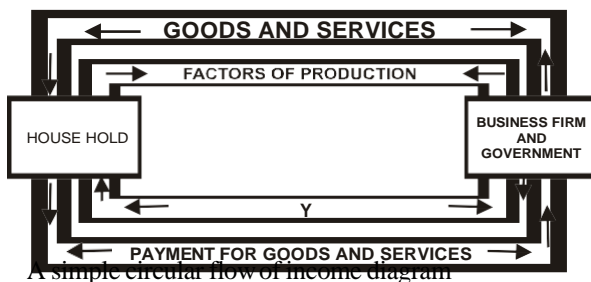 GOODS AND SERVICES
FACTORS OF PRODUCTION
HOUSE HOLD
BUSINESS FIRM
AND
GOVERNMENT
Y
PAYMENT FOR GOODS AND SERVICES
A simple circular flow of income diagram